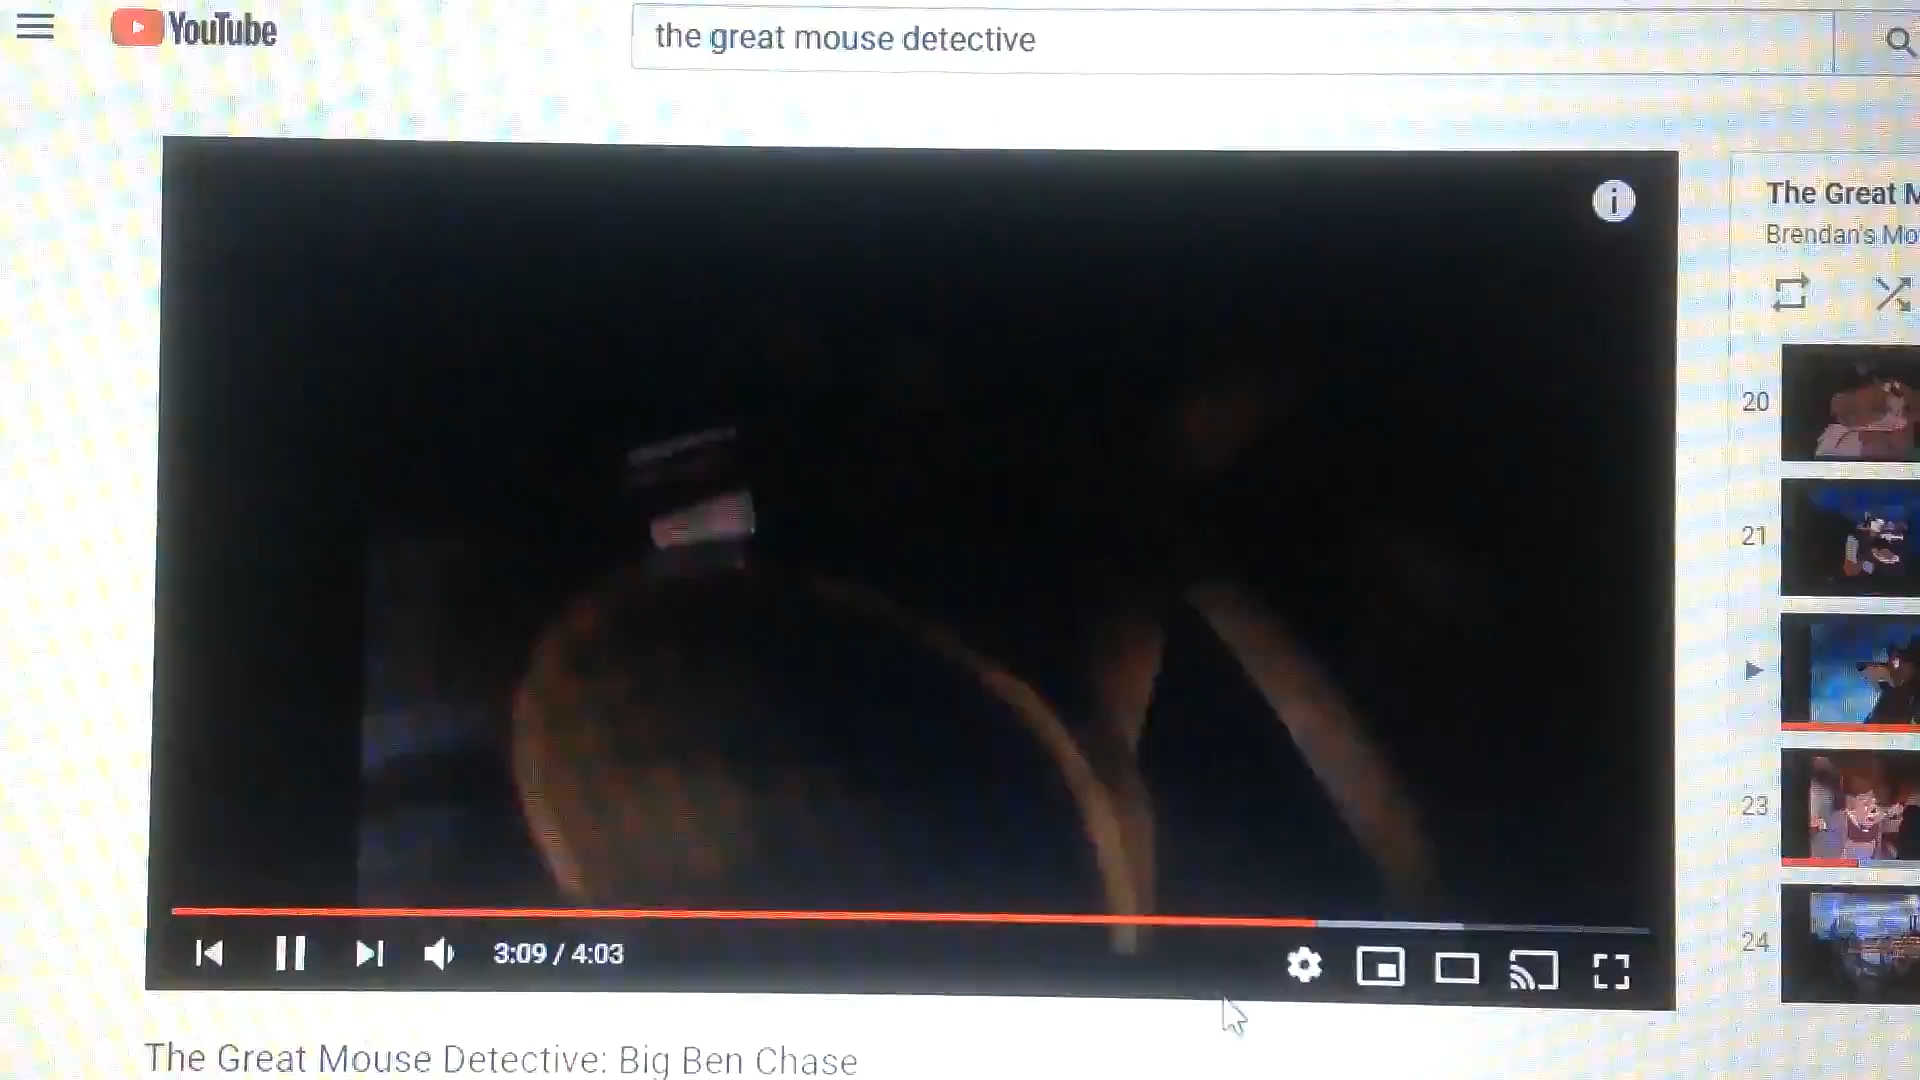 YouTube
the great mouse detective
i
The Great M
Brendan's Mo
20
21
23
24
3:09 / 4:03
The Great Mouse Detective: Big Ben Chase